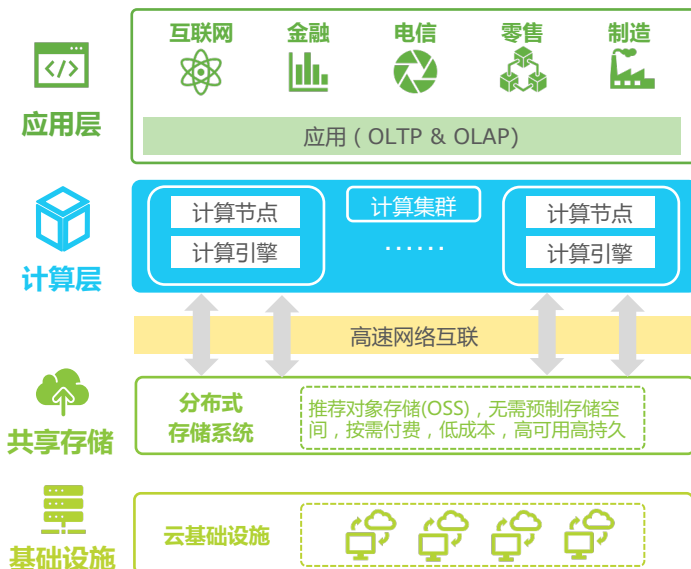 互联网 金融 电信 零售 制造
</>
应用层
应用（OLTP & OLAP)
计算节点 计算集群 计算节点
计算引擎 ······ 计算引擎
计算层
高速网络互联
分布式
存储系统
推荐对象存储(OSS)，无需预制存储空
间，按需付费，低成本，高可用高持久
共享存储
云基础设施
基础设施